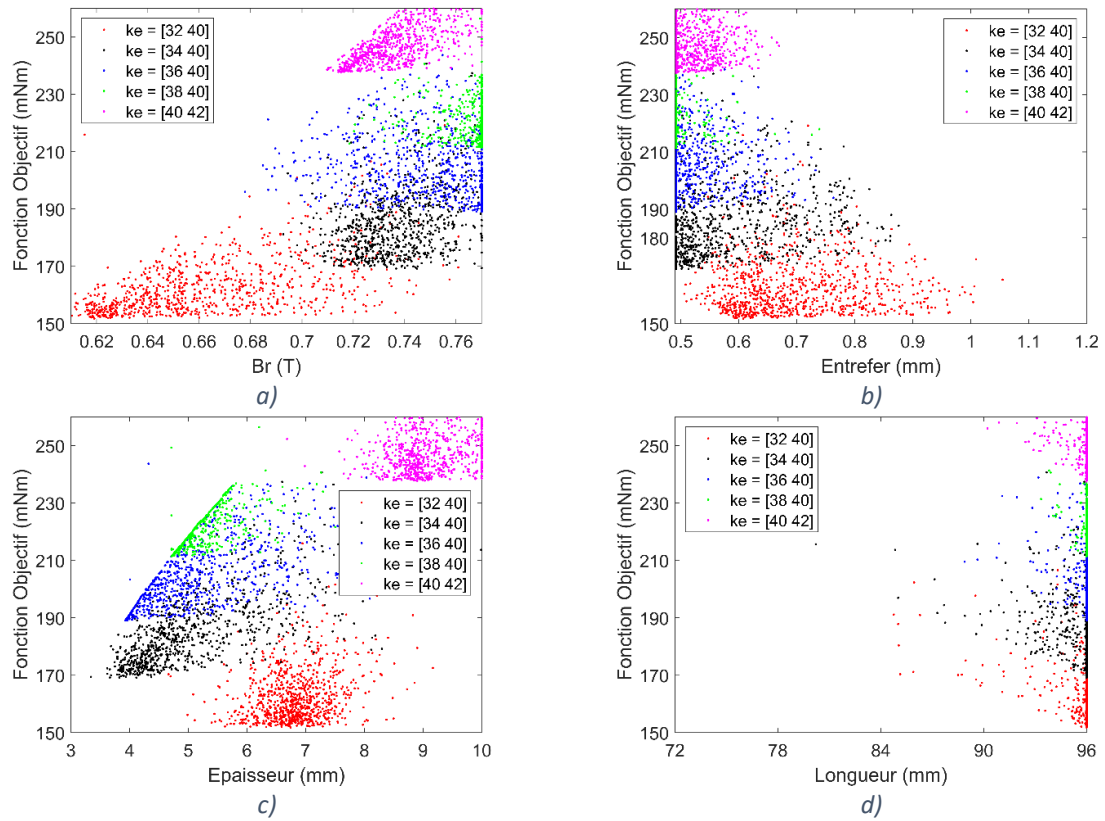 Fonction Objectif (mNm)
250
230
210
190
170
150
ke = [32 40]
ke = [34 40]
ke = [36 40]
ke = [38 40]
ke = [40 42]
0.62 0.64 0.66 0.68 0.7 0.72 0.74 0.76
Br (T)
a)
Fonction Objectif (mNm)
250
230
210
190
180
170
150
ke = [32 40]
ke = [34 40]
ke = [36 40]
ke = [38 40]
ke = [40 42]
0.5 0.6 0.7 0.8 0.9 1 1.1 1.2
Entrefer (mm)
b)
Fonction Objectif (mNm)
250
230
210
190
170
150
ke = [32 40]
ke = [34 40]
ke = [36 40]
ke = [38 40]
ke = [40 42]
3 4 5 6 7 8 9 10
Epaisseur (mm)
c)
Fonction Objectif (mNm)
250
230
210
190
170
150
ke = [32 40]
ke = [34 40]
ke = [36 40]
ke = [38 40]
ke = [40 42]
72 78 84 90 96
Longueur (mm)
d)